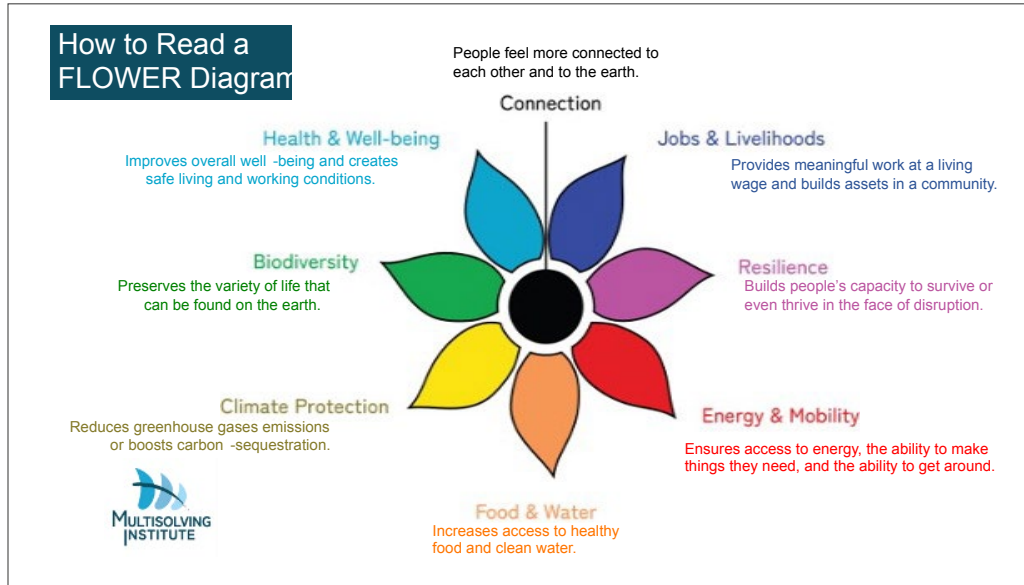 How to Read a
FLOWER Diagram
People feel more connected to
each other and to the earth.
Connection
Health & Well-being
Improves overall well -being and creates
safe living and working conditions.
Jobs & Livelihoods
Provides meaningful work at a living
wage and builds assets in a community.
Biodiversity
Preserves the variety of life that
can be found on the earth.
Resilience
Builds people’s capacity to survive or
even thrive in the face of disruption.
Climate Protection
Reduces greenhouse gases emissions
or boosts carbon -sequestration.
Energy & Mobility
Ensures access to energy, the ability to make
things they need, and the ability to get around.
Food & Water
Increases access to healthy
food and clean water.
MULTISOLVING
INSTITUTE